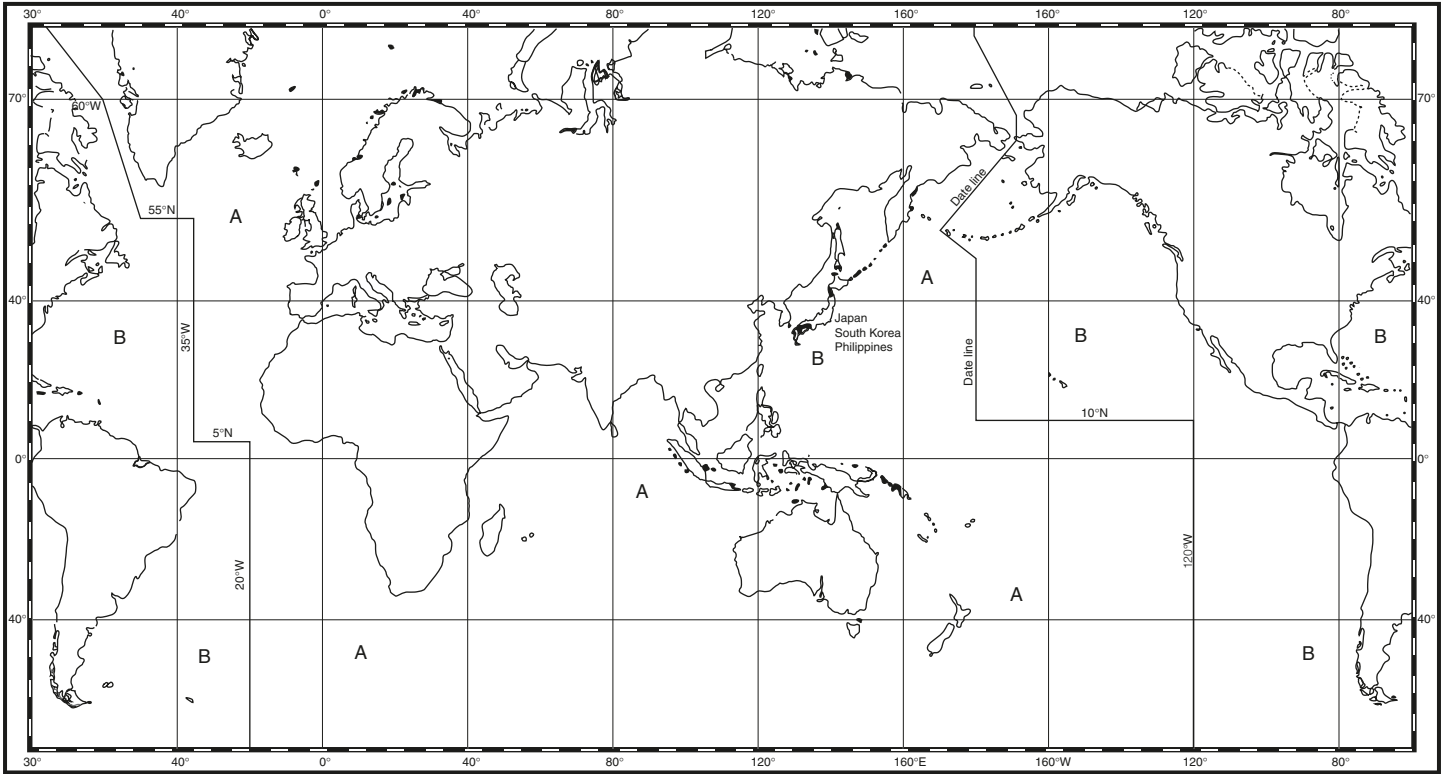 30° 40° 0° 40° 80° 120° 160° 160° 120° 80°
70° 70°
60°W
Date line
55°N
A
A
40° 40°
Japan
South Korea
Philippines
B
35°W
B
Date line
B
B
10°N
5°N
0° 0°
A
120°W
20°W
A
40° 40°
B
A
B
30° 40° 0° 40° 80° 120° 160°E 160°W 120° 80°